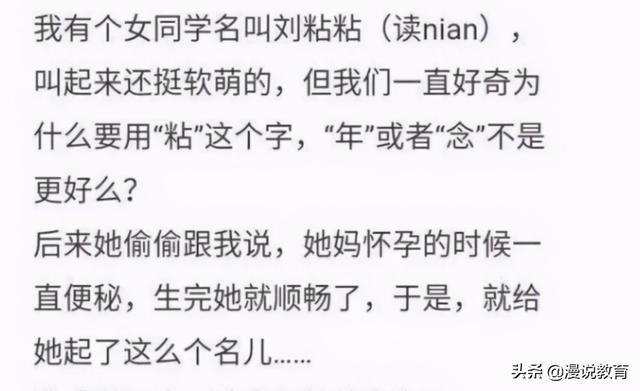 我有个女同学名叫刘粘粘（读nian），
叫起来还挺软萌的，但我们一直好奇为
什么要用“粘”这个字，“年”或者“念”不是
更好么？
后来她偷偷跟我说，她妈怀孕的时候一
直便秘，生完她就顺畅了，于是，就给
她起了这么个名儿……
头条@漫说教育